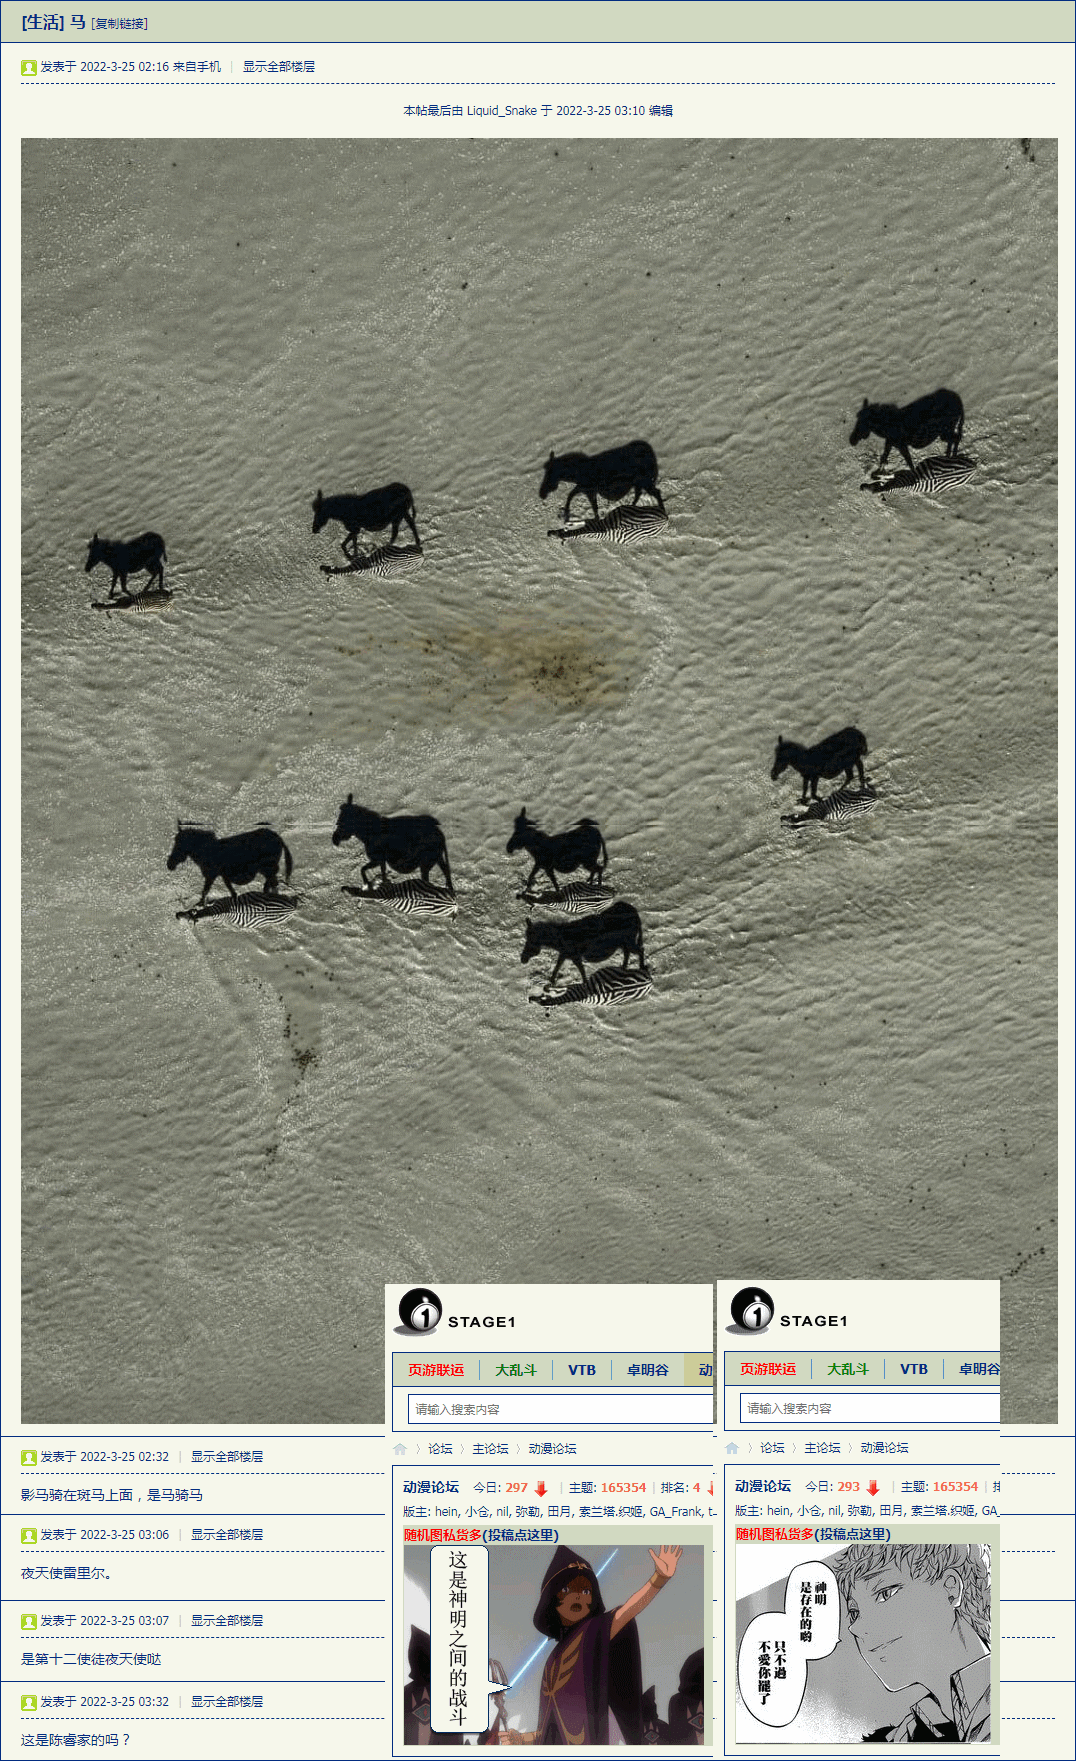 [生活] 马 [复制链接]
发表于 2022-3-25 02:16 来自手机 | 显示全部楼层
本帖最后由 Liquid_Snake 于 2022-3-25 03:10 编辑
发表于 2022-3-25 02:32 | 显示全部楼层
影马骑在斑马上面，是马骑马
发表于 2022-3-25 03:06 | 显示全部楼层
夜天使雷里尔。
发表于 2022-3-25 03:07 | 显示全部楼层
是第十二使徒夜天使哒
发表于 2022-3-25 03:32 | 显示全部楼层
这是陈睿家的吗？
1 STAGE1
页游联运 大乱斗 VTB 卓明谷 动
请输入搜索内容
论坛 〉 主论坛 〉 动漫论坛
动漫论坛 今日: 297 | 主题: 165354 | 排名: 4
版主: hein, 小仓, nil, 弥勒, 田月, 索兰塔.织姬, GA_Frank, t
随机图私货多(投稿点这里)
这是神明之间的战斗
1 STAGE1
页游联运 大乱斗 VTB 卓明谷
请输入搜索内容
论坛 〉 主论坛 〉 动漫论坛
动漫论坛 今日: 293 | 主题: 165354 | 排
版主: hein, 小仓, nil, 弥勒, 田月, 索兰塔.织姬, GA_
随机图私货多(投稿点这里)
神明
是存在的哟
只不過
不愛你罷了